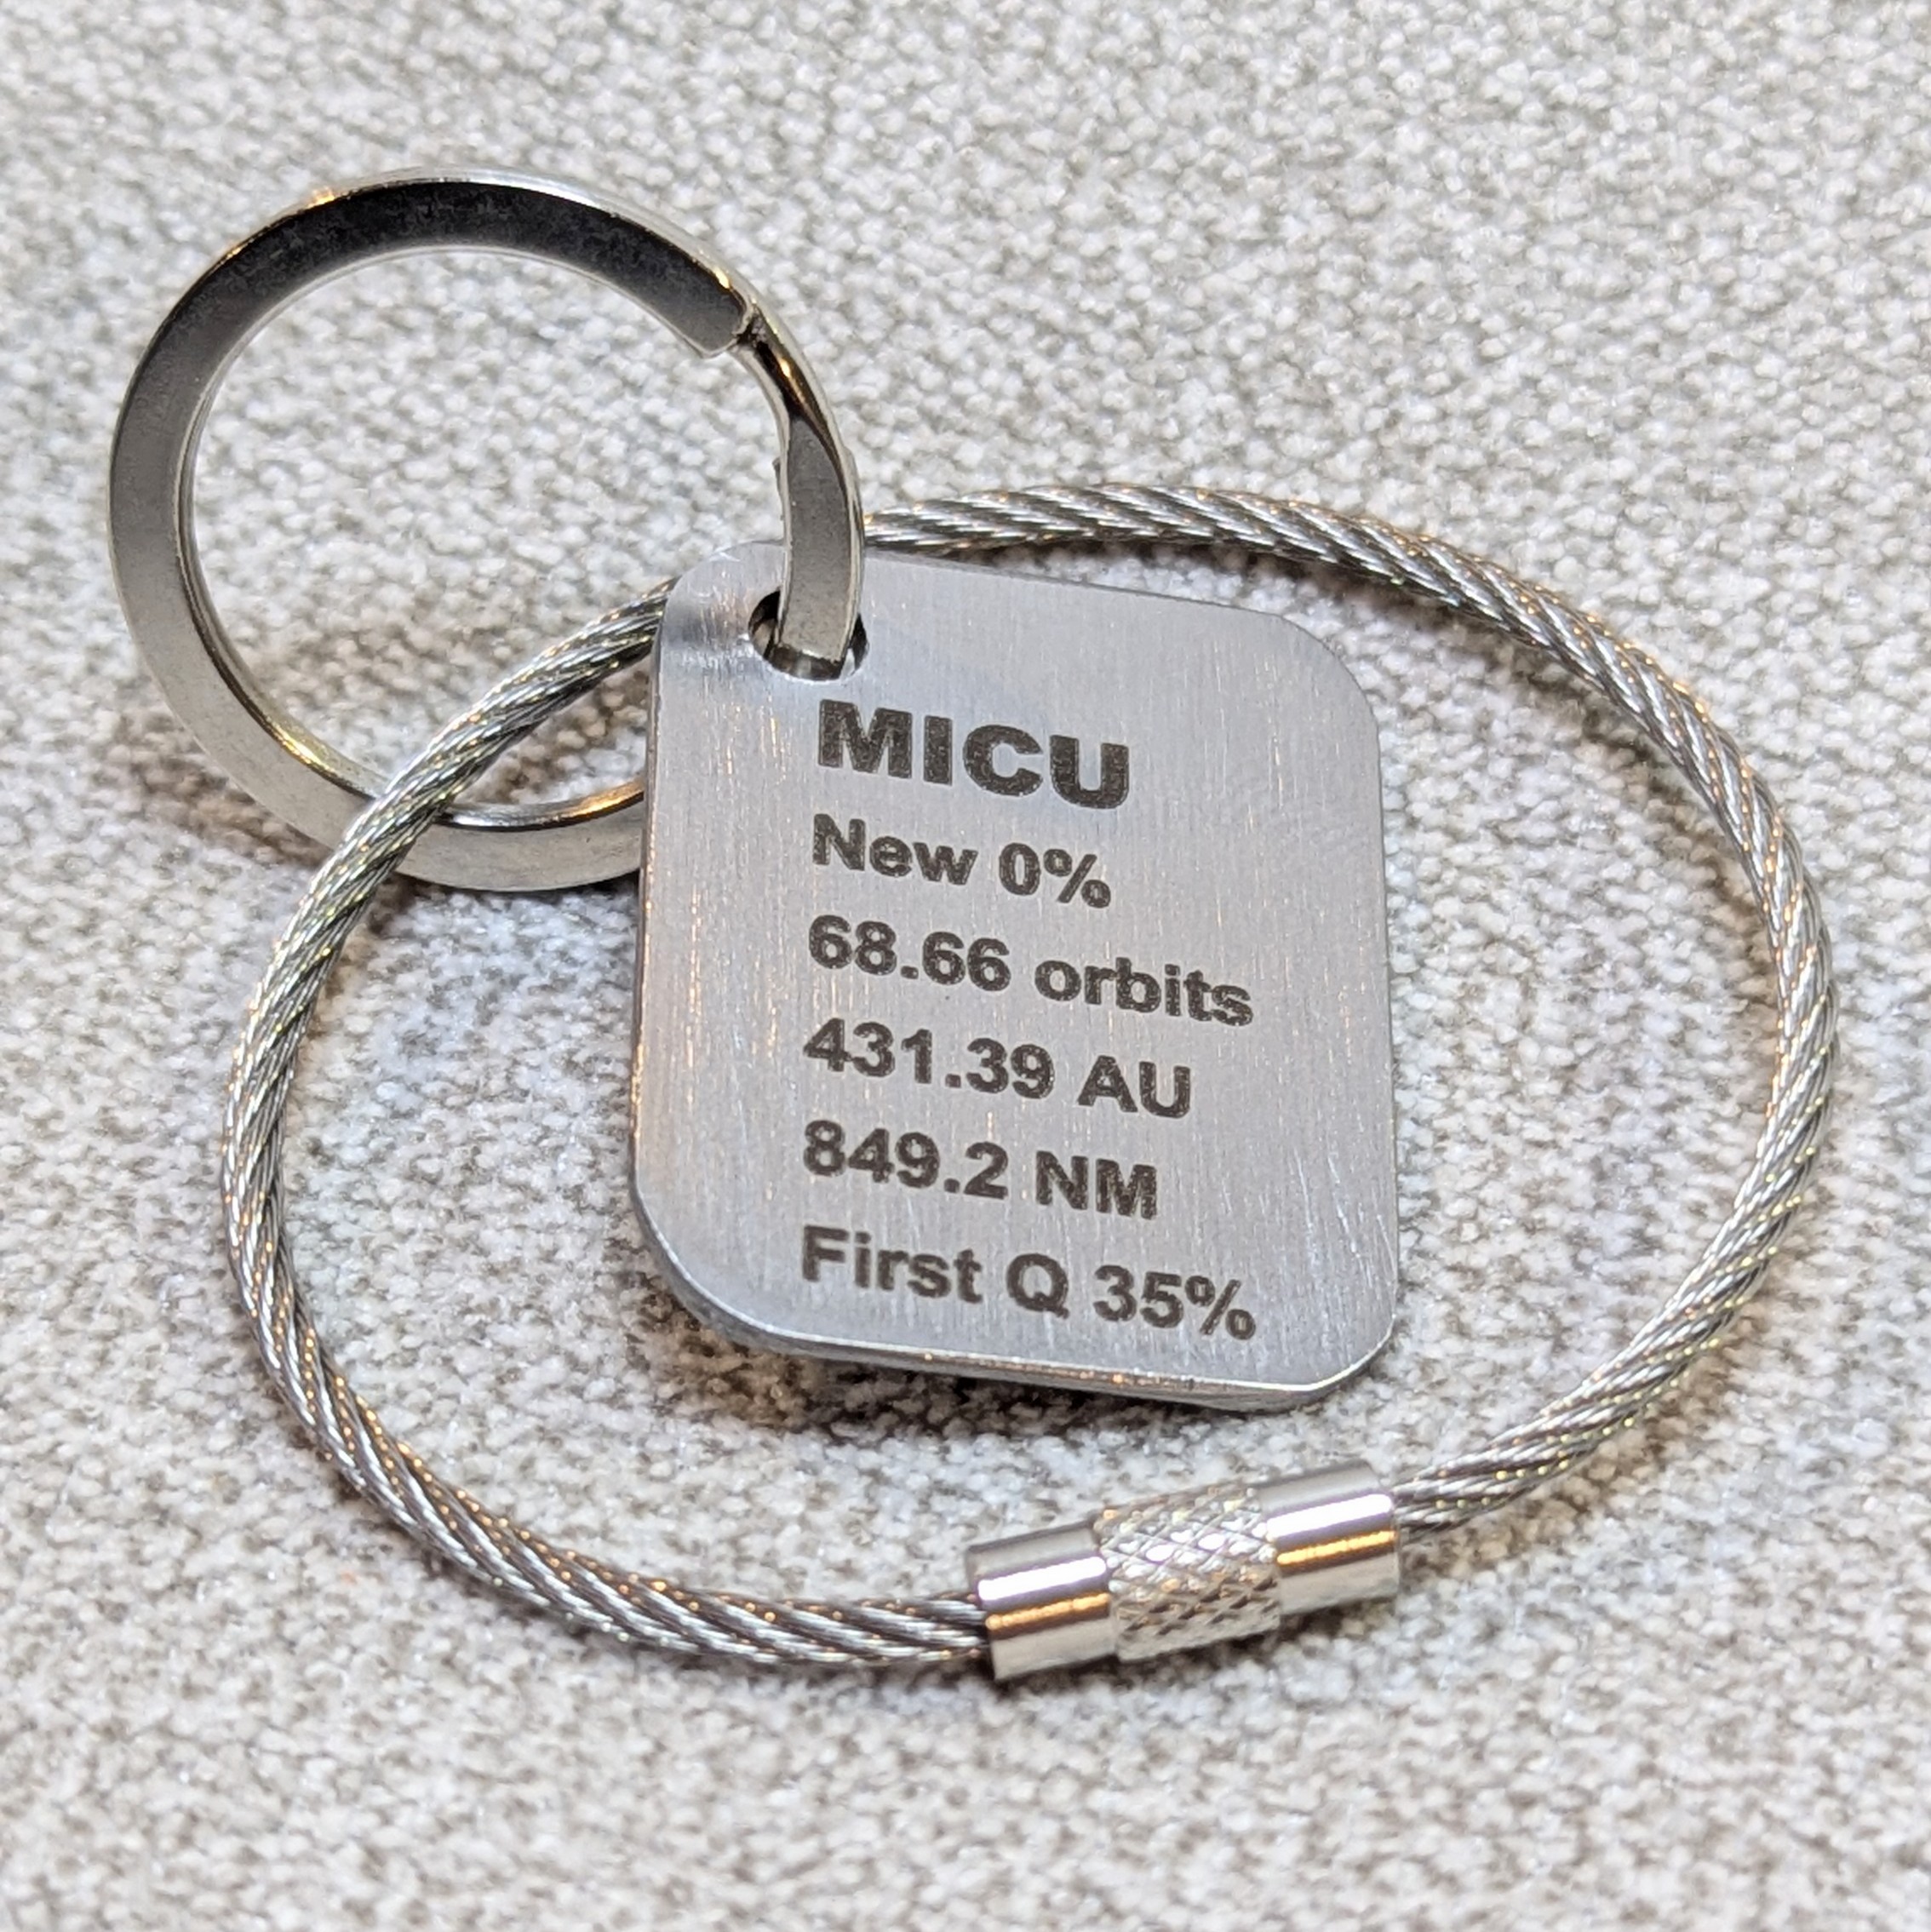 MICU
New 0%
68.66 orbits
431.39 AU
849.2 NM
First Q 35%